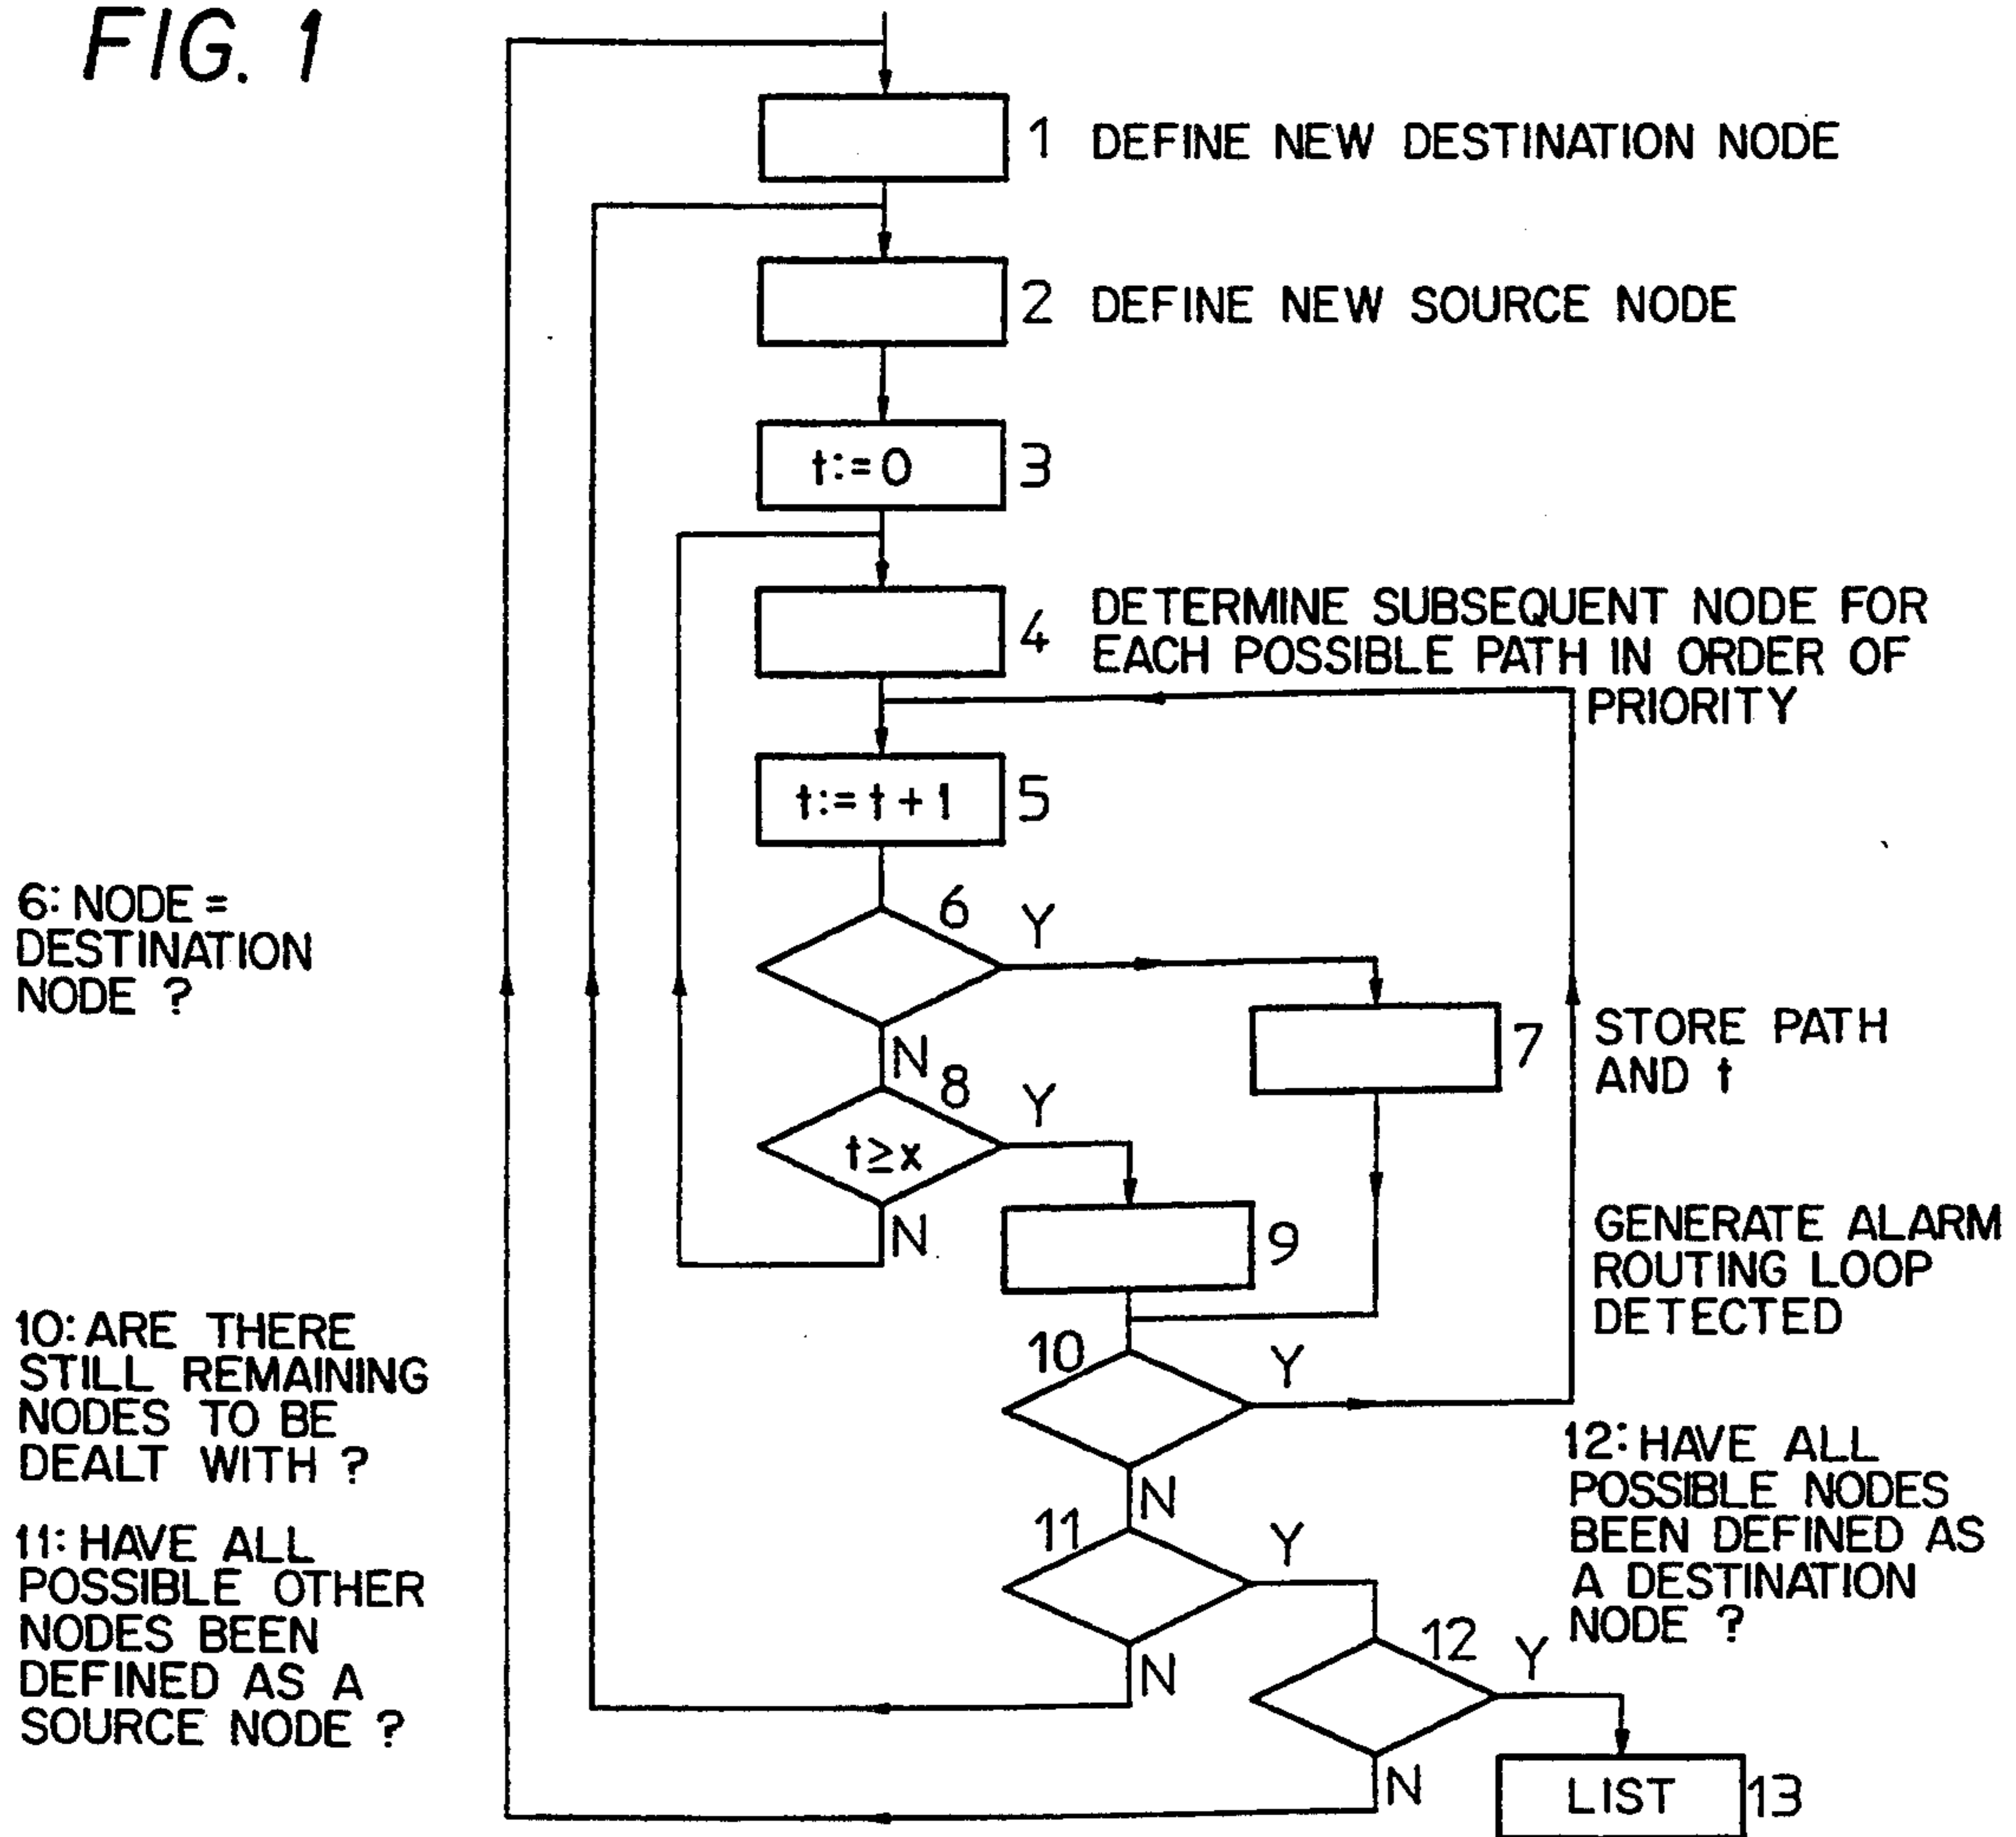 FIG. 1
1 DEFINE NEW DESTINATION NODE
2 DEFINE NEW SOURCE NODE
t:=0 3
4 DETERMINE SUBSEQUENT NODE FOR
EACH POSSIBLE PATH IN ORDER OF
PRIORITY
t:=t+1 5
6: NODE =
DESTINATION
NODE ?
6 Y
N
7 STORE PATH
AND t
8 Y
t≥x
N
9 GENERATE ALARM
ROUTING LOOP
DETECTED
10: ARE THERE
STILL REMAINING
NODES TO BE
DEALT WITH ?
10 Y
N
11: HAVE ALL
POSSIBLE OTHER
NODES BEEN
DEFINED AS A
SOURCE NODE ?
11 Y
N
12: HAVE ALL
POSSIBLE NODES
BEEN DEFINED AS
A DESTINATION
NODE ?
12 Y
N
LIST 13